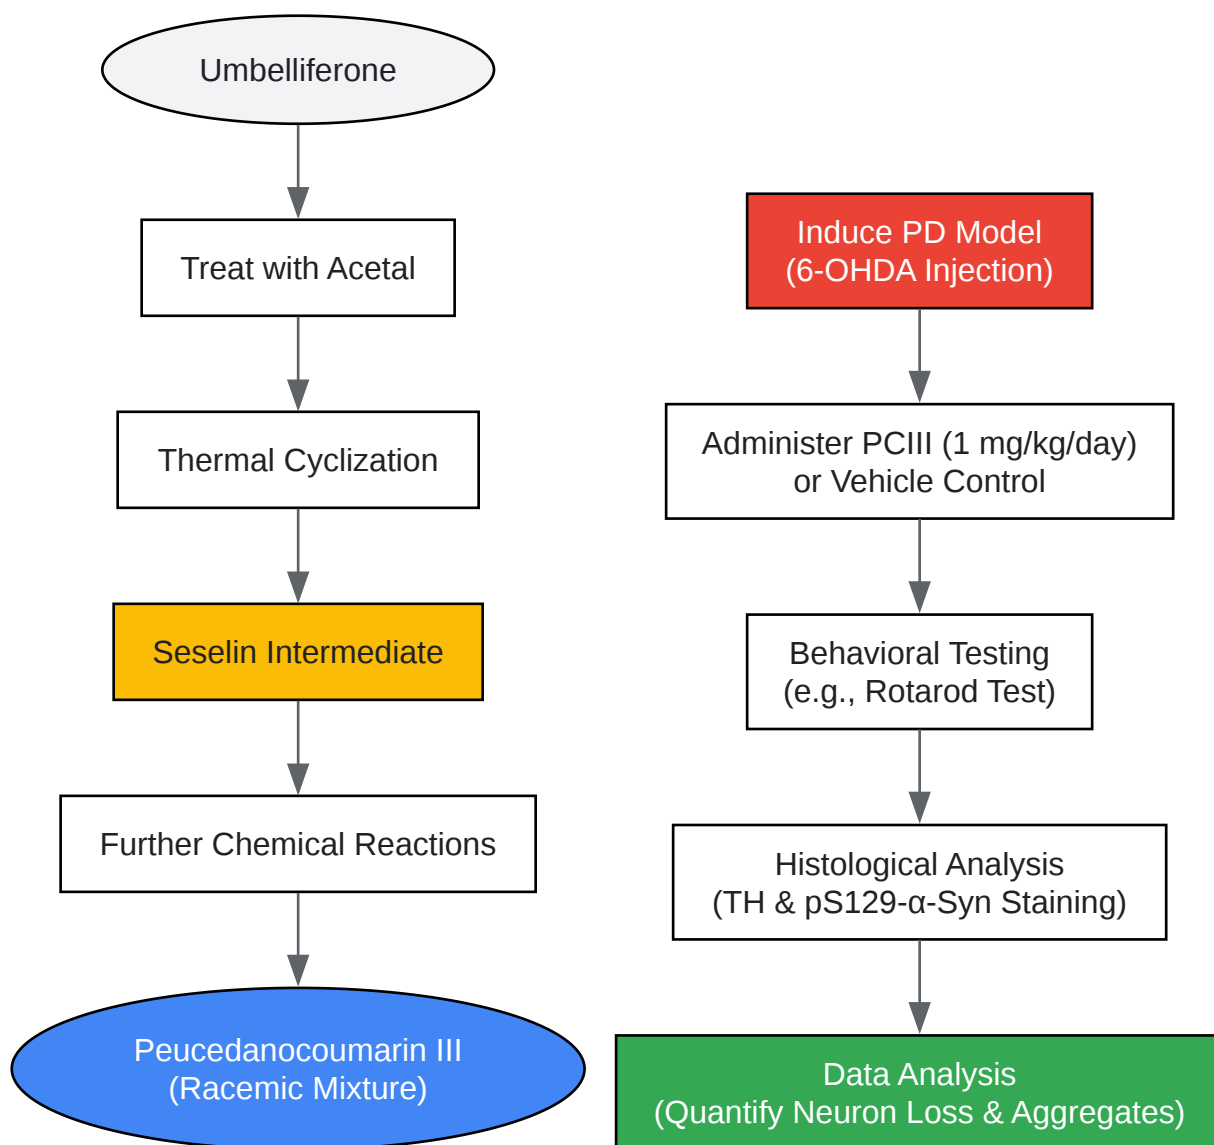 Umbelliferone
Treat with Acetal
Thermal Cyclization
Seselin Intermediate
Further Chemical Reactions
Peucedanocoumarin III
(Racemic Mixture)
Induce PD Model
(6-OHDA Injection)
Administer PCIII (1 mg/kg/day)
or Vehicle Control
Behavioral Testing
(e.g., Rotarod Test)
Histological Analysis
(TH & pS129-α-Syn Staining)
Data Analysis
(Quantify Neuron Loss & Aggregates)